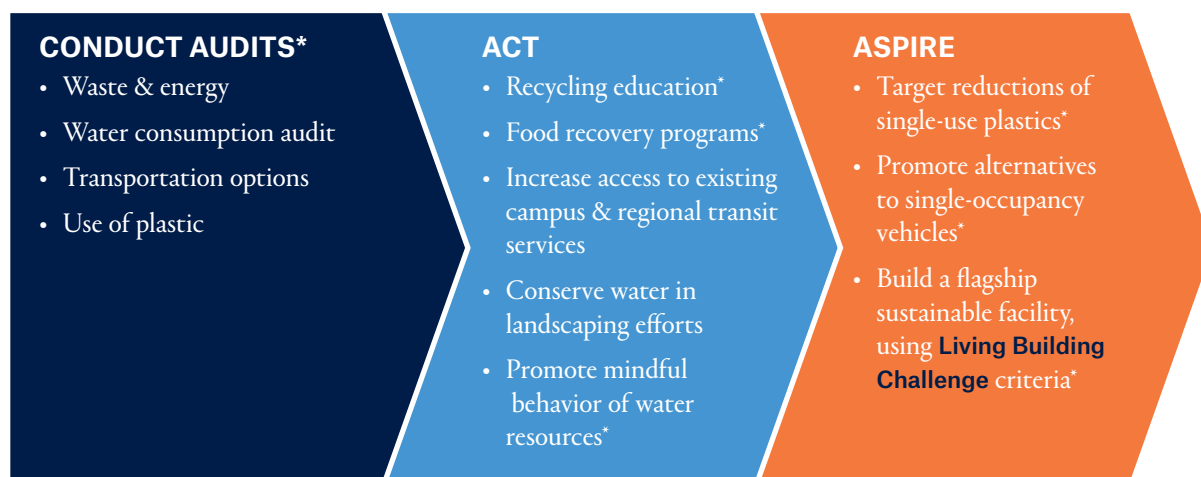 CONDUCT AUDITS*
• Waste & energy
• Water consumption audit
• Transportation options
• Use of plastic
ACT
• Recycling education*
• Food recovery programs*
• Increase access to existing
campus & regional transit
services
• Conserve water in
landscaping efforts
• Promote mindful
behavior of water
resources*
ASPIRE
• Target reductions of
single-use plastics*
• Promote alternatives
to single-occupancy
vehicles*
• Build a flagship
sustainable facility,
using Living Building
Challenge criteria*